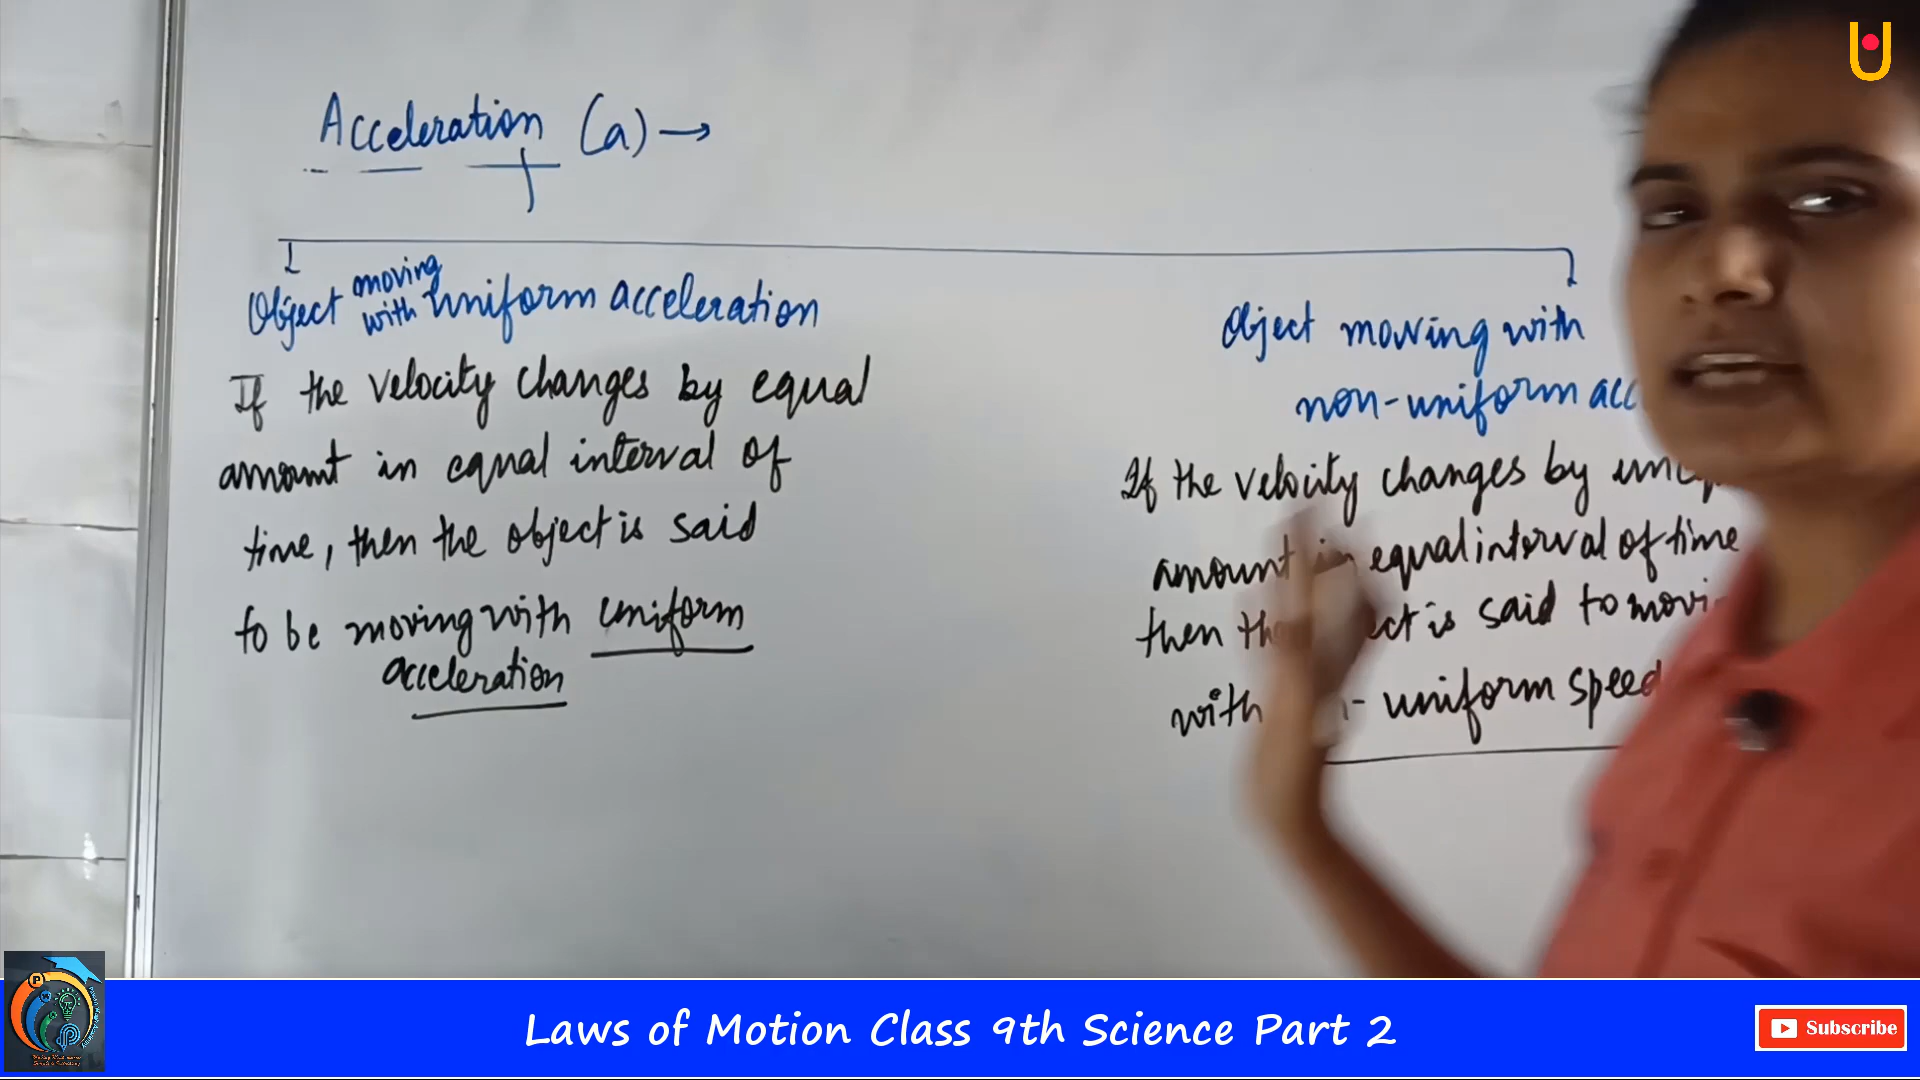 Acceleration (a) →
Object moving with uniform acceleration
If the velocity changes by equal
amount in equal interval of
time, then the object is said
to be moving with uniform
acceleration
Object moving with
non-uniform acc
If the velocity changes by
amount in equal interval of time
then the is said to
with uniform speed
Laws of Motion Class 9th Science Part 2
Subscribe